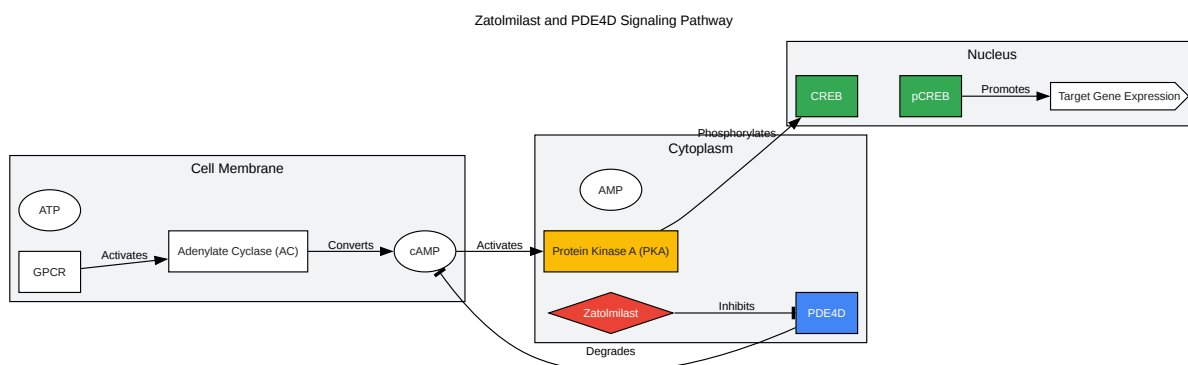 Zatolmilast and PDE4D Signaling Pathway
Nucleus
CREB
pCREB
Promotes
Target Gene Expression
Phosphorylates
Cytoplasm
Cell Membrane
AMP
ATP
GPCR
Activates
Adenylate Cyclase (AC)
Converts
cAMP
Activates
Protein Kinase A (PKA)
Zatolmilast
Inhibits
PDE4D
Degrades